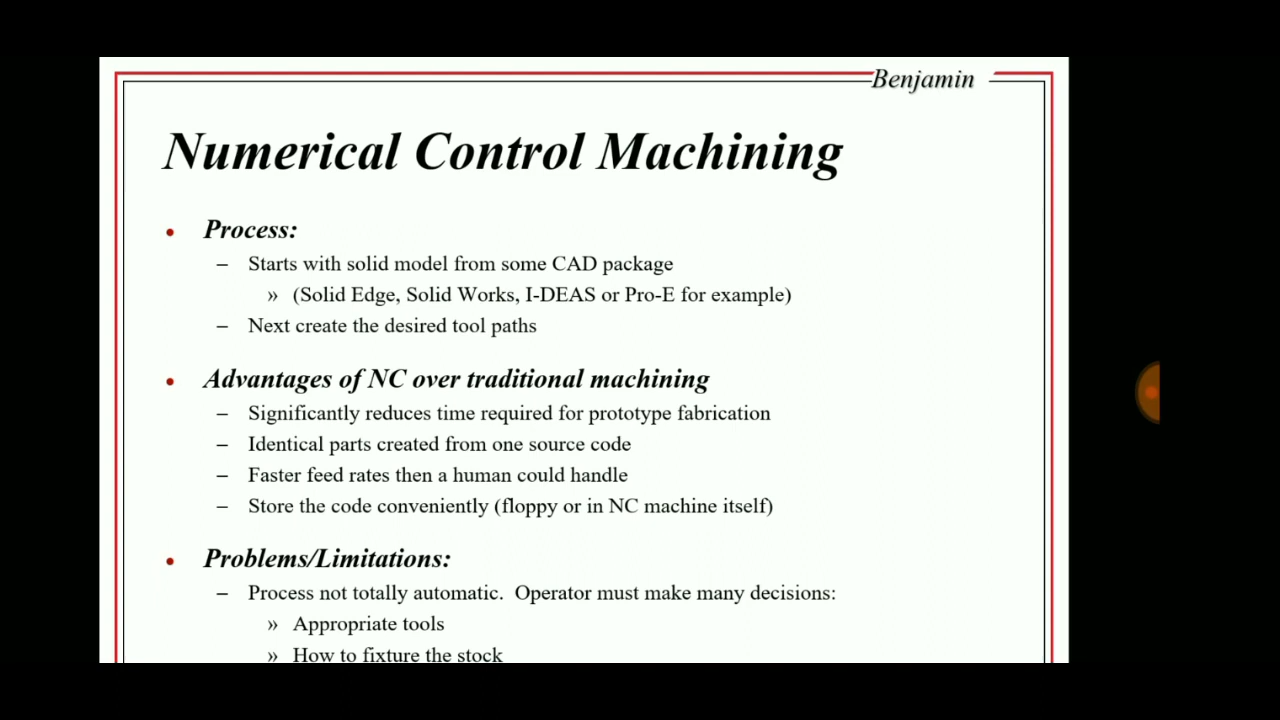 Benjamin
Numerical Control Machining
• Process:
– Starts with solid model from some CAD package
» (Solid Edge, Solid Works, I-DEAS or Pro-E for example)
– Next create the desired tool paths
• Advantages of NC over traditional machining
– Significantly reduces time required for prototype fabrication
– Identical parts created from one source code
– Faster feed rates then a human could handle
– Store the code conveniently (floppy or in NC machine itself)
• Problems/Limitations:
– Process not totally automatic.  Operator must make many decisions:
» Appropriate tools
» How to fixture the stock